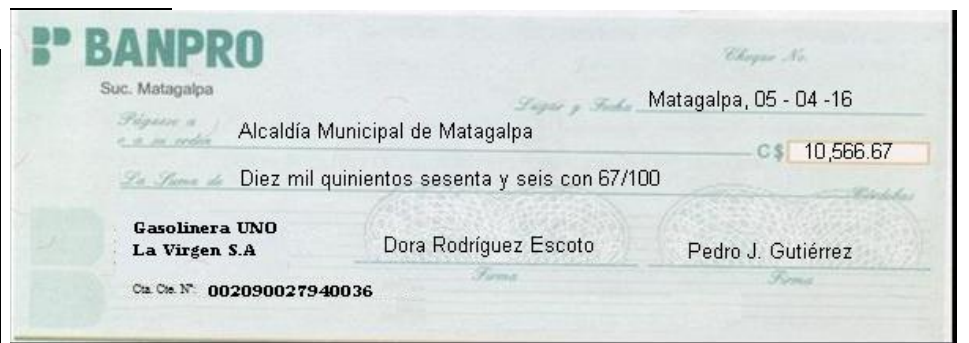 BANPRO
Suc. Matagalpa
Cheque No.
Lugar y Fecha Matagalpa, 05 - 04 -16
Páguese a
o a su orden Alcaldía Municipal de Matagalpa
C$ 10,566.67
La Suma de Diez mil quinientos sesenta y seis con 67/100
Córdobas
Gasolinera UNO
La Virgen S.A
Dora Rodríguez Escoto Pedro J. Gutiérrez
Firma Firma
Cta. Cte. Nº. 002090027940036